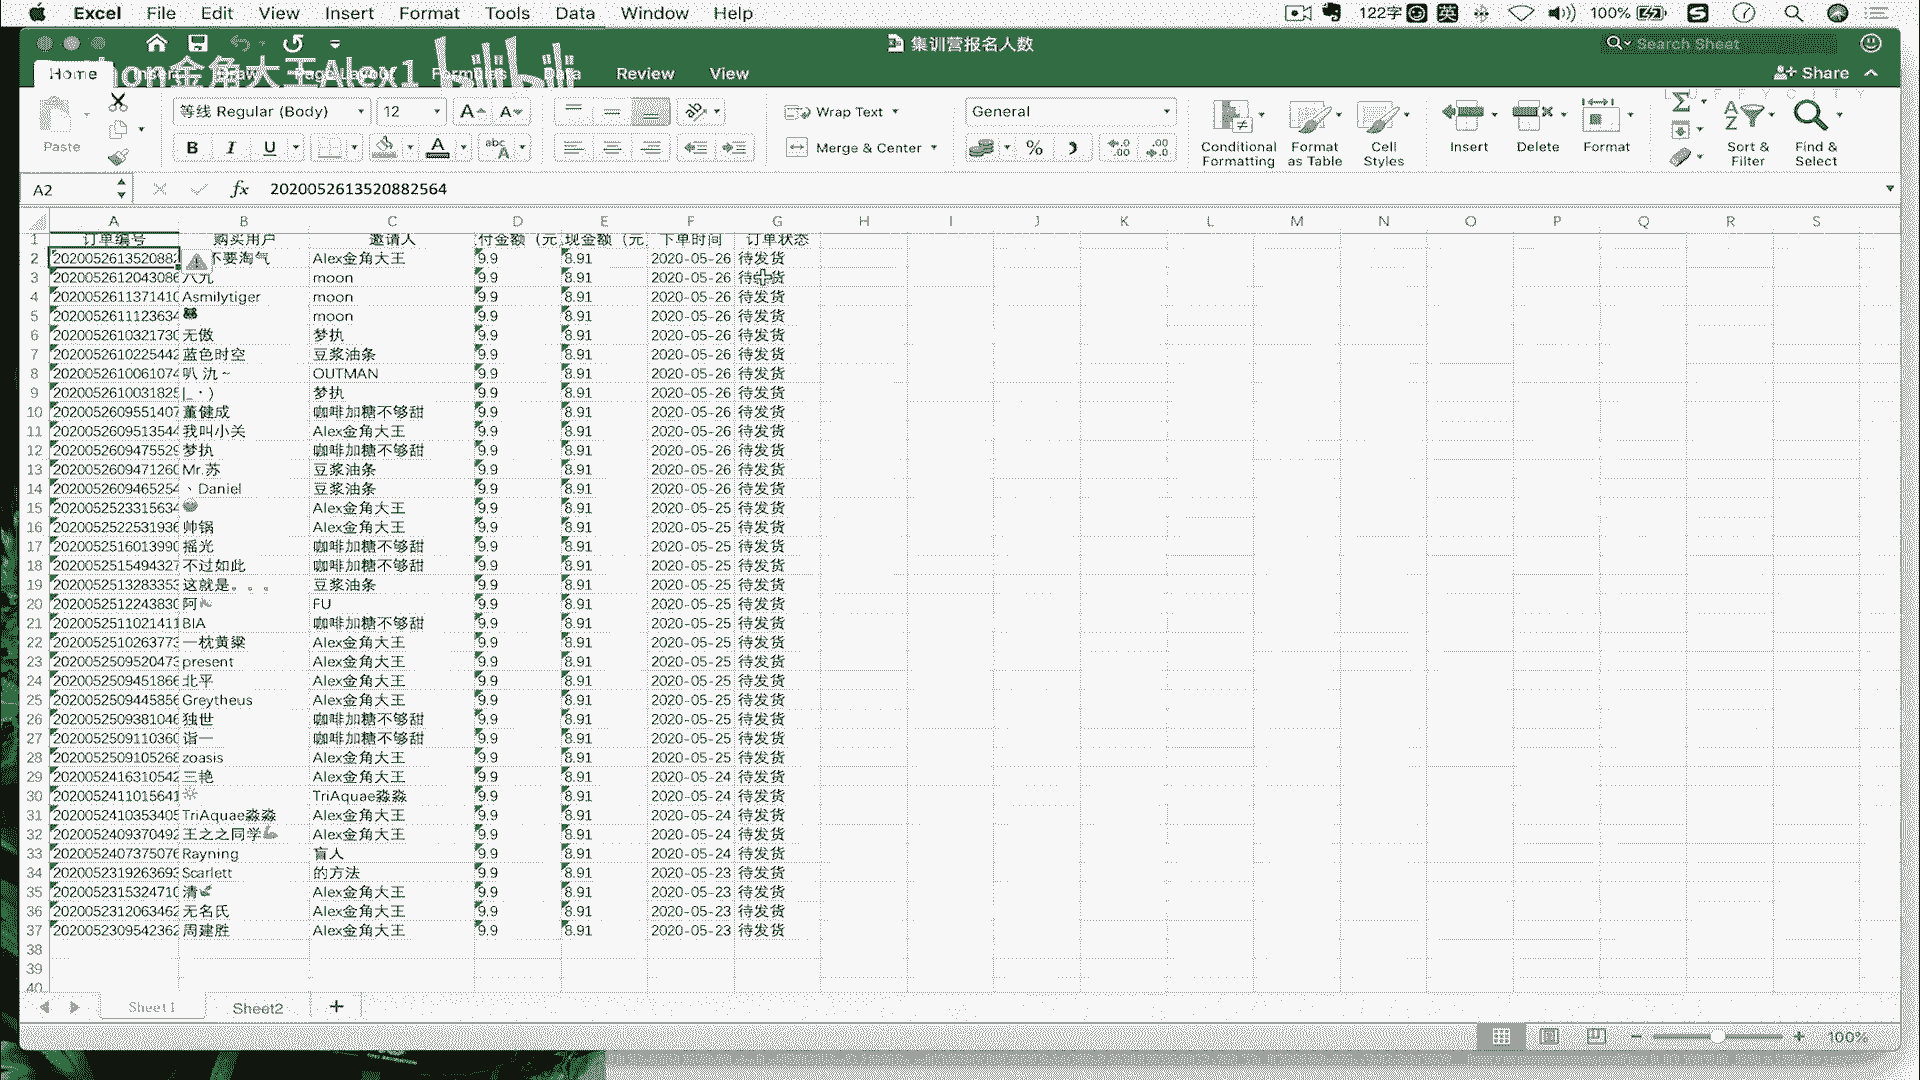 Excel File Edit View Insert Format Tools Data Window Help 122字 英 100%
集训营报名人数 Search Sheet
hon金角大王Alex1 bilibili
Home Insert Draw Page Layout Formulas Data Review View Share
LUFFYCITY
Paste 等线 Regular (Body) 12 Wrap Text General Conditional Formatting Format as Table Cell Styles Insert Delete Format Sort & Filter Find & Select
B I U Merge & Center %
A2 fx 2020052613520882564
A B C D E F G H I J K L M N O P Q R S
1 订单编号 购买用户 邀请人 付金额（元 现金额（元 下单时间 订单状态
2 2020052613520882 不要淘气 Alex金角大王 9.9 8.91 2020-05-26 待发货
3 2020052612043086 八九 moon 9.9 8.91 2020-05-26 待发货
4 2020052611371410 Asmilytiger moon 9.9 8.91 2020-05-26 待发货
5 2020052611123634 moon 9.9 8.91 2020-05-26 待发货
6 2020052610321730 无傲 梦执 9.9 8.91 2020-05-26 待发货
7 2020052610225442 蓝色时空 豆浆油条 9.9 8.91 2020-05-26 待发货
8 2020052610061074 叭 氿 ~ OUTMAN 9.9 8.91 2020-05-26 待发货
9 2020052610031825 |_・) 梦执 9.9 8.91 2020-05-26 待发货
10 2020052609551407 董健成 咖啡加糖不够甜 9.9 8.91 2020-05-26 待发货
11 2020052609513544 我叫小关 Alex金角大王 9.9 8.91 2020-05-26 待发货
12 2020052609475529 梦执 咖啡加糖不够甜 9.9 8.91 2020-05-26 待发货
13 2020052609471260 Mr.苏 豆浆油条 9.9 8.91 2020-05-26 待发货
14 2020052609465254 、Daniel 豆浆油条 9.9 8.91 2020-05-26 待发货
15 2020052523315634 Alex金角大王 9.9 8.91 2020-05-25 待发货
16 2020052522531936 帅锅 Alex金角大王 9.9 8.91 2020-05-25 待发货
17 2020052516013990 摇光 咖啡加糖不够甜 9.9 8.91 2020-05-25 待发货
18 2020052515494327 不过如此 咖啡加糖不够甜 9.9 8.91 2020-05-25 待发货
19 2020052513283353 这就是。。。 豆浆油条 9.9 8.91 2020-05-25 待发货
20 2020052512243830 阿 FU 9.9 8.91 2020-05-25 待发货
21 2020052511021411 BIA 咖啡加糖不够甜 9.9 8.91 2020-05-25 待发货
22 2020052510263773 一枕黄粱 Alex金角大王 9.9 8.91 2020-05-25 待发货
23 2020052509520473 present Alex金角大王 9.9 8.91 2020-05-25 待发货
24 2020052509451866 北平 Alex金角大王 9.9 8.91 2020-05-25 待发货
25 2020052509445856 Greytheus Alex金角大王 9.9 8.91 2020-05-25 待发货
26 2020052509381046 独世 咖啡加糖不够甜 9.9 8.91 2020-05-25 待发货
27 2020052509110360 诣一 咖啡加糖不够甜 9.9 8.91 2020-05-25 待发货
28 2020052509105268 zoasis Alex金角大王 9.9 8.91 2020-05-25 待发货
29 2020052416310542 三艳 Alex金角大王 9.9 8.91 2020-05-24 待发货
30 2020052411015641 TriAquae淼淼 9.9 8.91 2020-05-24 待发货
31 2020052410353405 TriAquae淼淼 Alex金角大王 9.9 8.91 2020-05-24 待发货
32 2020052409370492 王之之同学 Alex金角大王 9.9 8.91 2020-05-24 待发货
33 2020052407375076 Rayning 盲人 9.9 8.91 2020-05-24 待发货
34 2020052319263693 Scarlett 的方法 9.9 8.91 2020-05-23 待发货
35 2020052315324710 清 Alex金角大王 9.9 8.91 2020-05-23 待发货
36 2020052312063462 无名氏 Alex金角大王 9.9 8.91 2020-05-23 待发货
37 2020052309542362 周建胜 Alex金角大王 9.9 8.91 2020-05-23 待发货
38
39
40
Sheet1 Sheet2 +
100%